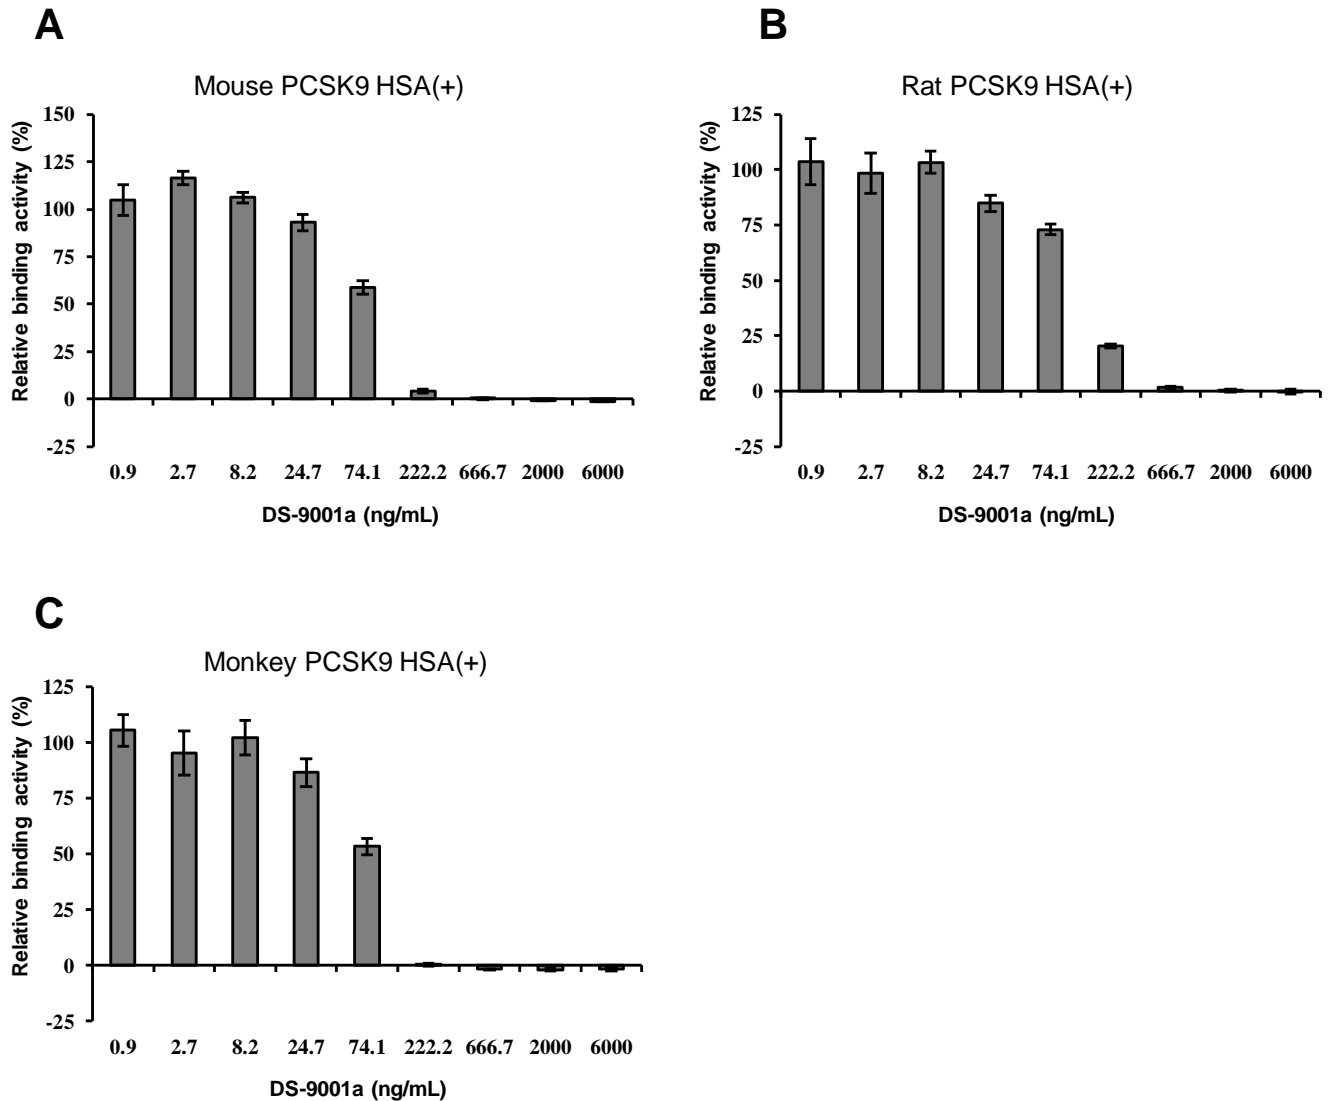 A
Mouse PCSK9 HSA(+)
Relative binding activity (%)
150
125
100
75
50
25
0
-25
0.9 2.7 8.2 24.7 74.1 222.2 666.7 2000 6000
DS-9001a (ng/mL)
B
Rat PCSK9 HSA(+)
Relative binding activity (%)
125
100
75
50
25
0
-25
0.9 2.7 8.2 24.7 74.1 222.2 666.7 2000 6000
DS-9001a (ng/mL)
C
Monkey PCSK9 HSA(+)
Relative binding activity (%)
125
100
75
50
25
0
-25
0.9 2.7 8.2 24.7 74.1 222.2 666.7 2000 6000
DS-9001a (ng/mL)